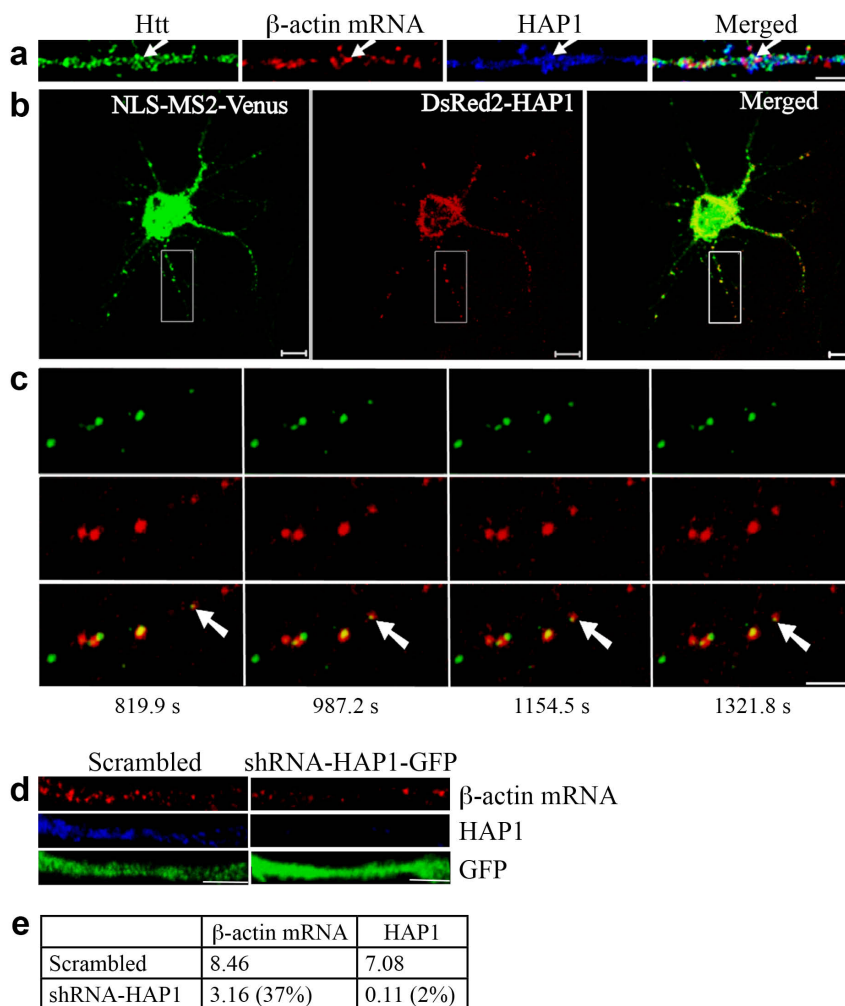 Htt β-actin mRNA HAP1 Merged
a
b
NLS-MS2-Venus DsRed2-HAP1 Merged
c
819.9 s 987.2 s 1154.5 s 1321.8 s
Scrambled shRNA-HAP1-GFP
d
β-actin mRNA
HAP1
GFP
e
β-actin mRNA HAP1
Scrambled 8.46 7.08
shRNA-HAP1 3.16 (37%) 0.11 (2%)